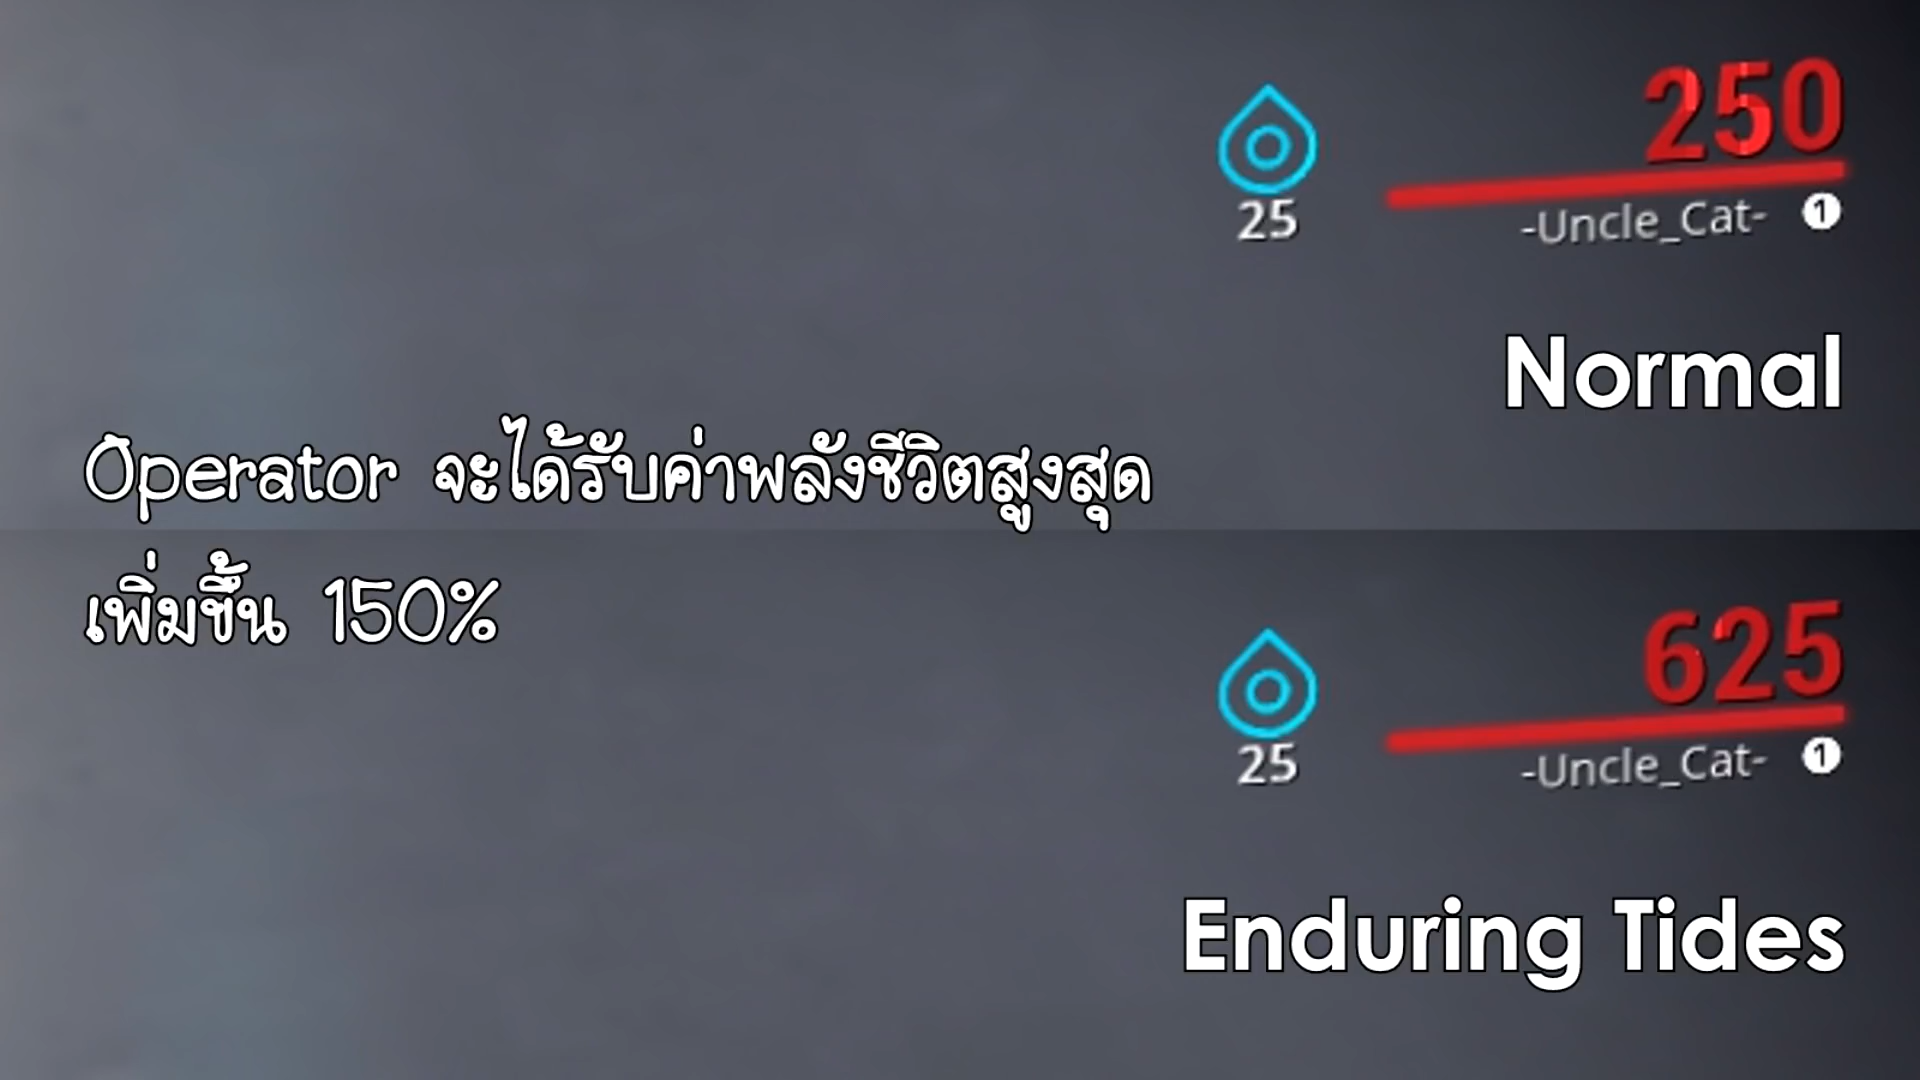 250
25
-Uncle_Cat- 1
Normal
Operator จะได้รับค่าพลังชีวิตสูงสุด
เพิ่มขึ้น 150%
625
25
-Uncle_Cat- 1
Enduring Tides